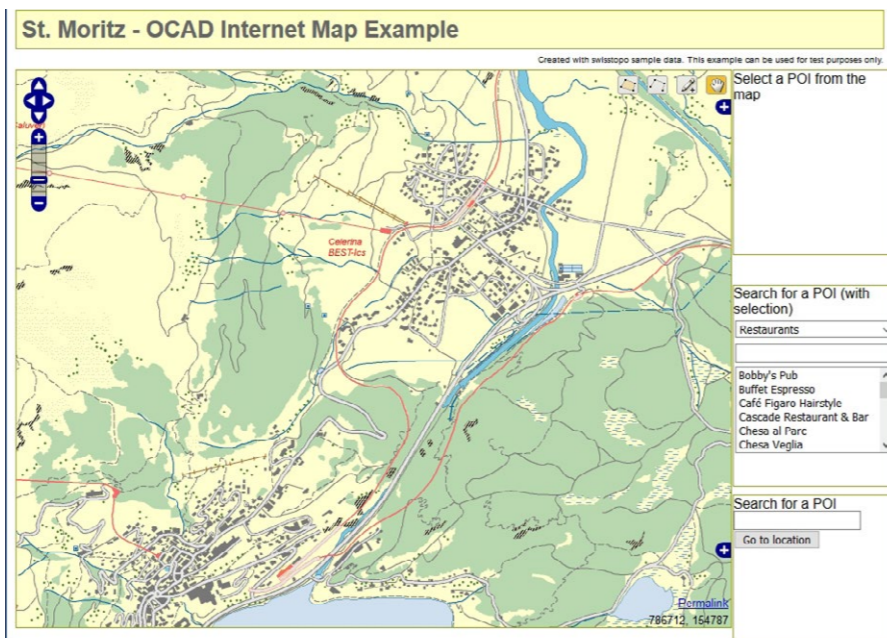 St. Moritz - OCAD Internet Map Example
Created with swisstopo sample data. This example can be used for test purposes only.
Select a POI from the
map
Celerina
BEST-Ics
Search for a POI (with
selection)
Restaurants
Bobby's Pub
Buffet Espresso
Café Figaro Hairstyle
Cascade Restaurant & Bar
Chesa al Parc
Chesa Veglia
Search for a POI
Go to location
Permalink
786712, 154787